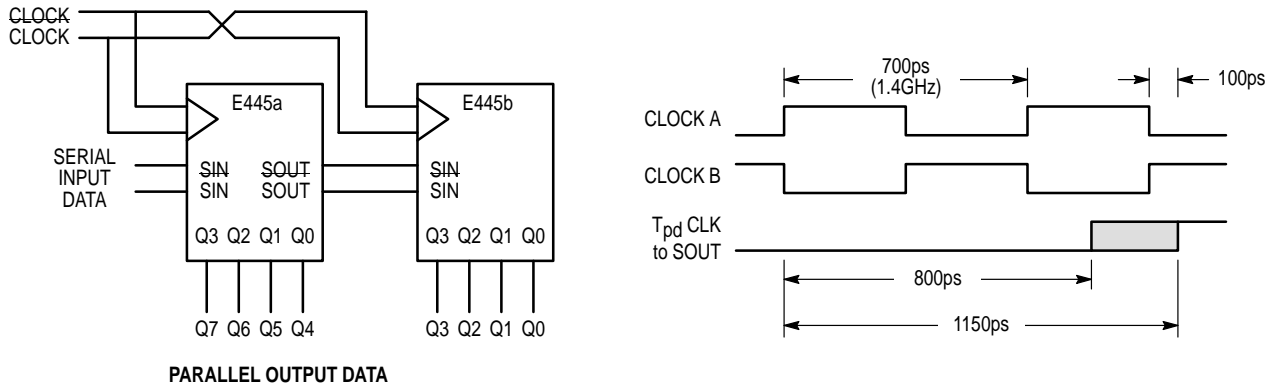 CLOCK
CLOCK
E445a
E445b
SERIAL
INPUT
DATA
SIN
SIN
SOUT
SOUT
SIN
SIN
Q3 Q2 Q1 Q0
Q3 Q2 Q1 Q0
Q7 Q6 Q5 Q4
Q3 Q2 Q1 Q0
PARALLEL OUTPUT DATA
700ps
(1.4GHz)
100ps
CLOCK A
CLOCK B
Tpd CLK
to SOUT
800ps
1150ps